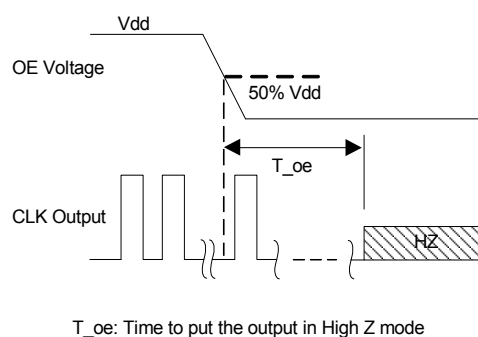 Vdd
OE Voltage
50% Vdd
T_oe
CLK Output
HZ
T_oe: Time to put the output in High Z mode